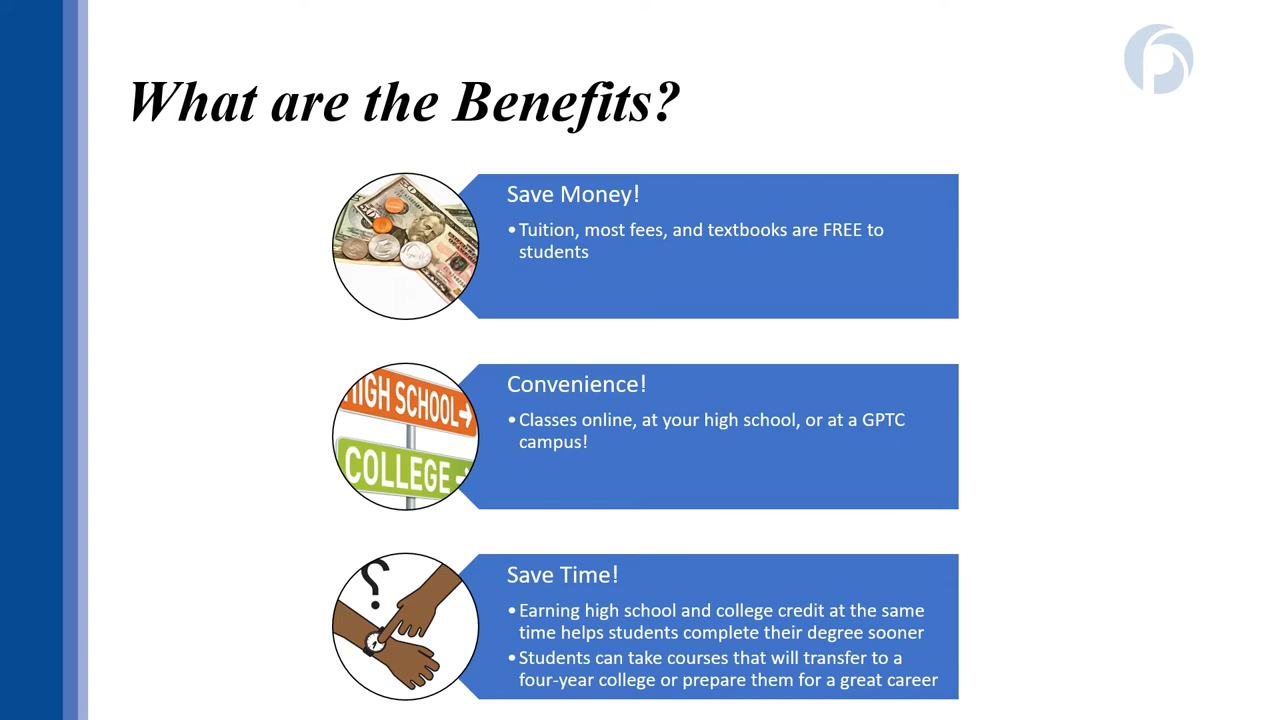 What are the Benefits?
Save Money!
•Tuition, most fees, and textbooks are FREE to
students
HIGH SCHOOL→
COLLEGE→
Convenience!
•Classes online, at your high school, or at a GPTC
campus!
?
Save Time!
•Earning high school and college credit at the same
time helps students complete their degree sooner
•Students can take courses that will transfer to a
four-year college or prepare them for a great career